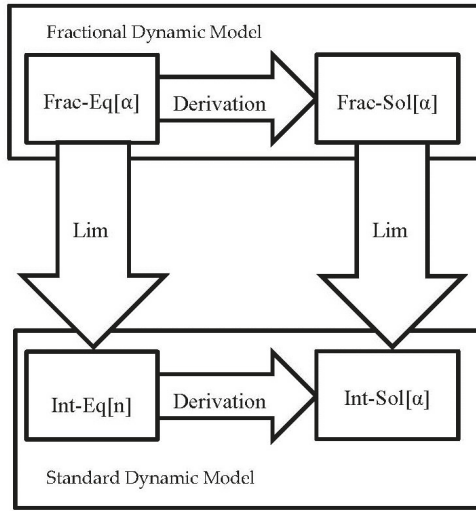 Fractional Dynamic Model
Frac-Eq[α]
Derivation
Frac-Sol[α]
Lim
Lim
Int-Eq[n]
Derivation
Int-Sol[α]
Standard Dynamic Model